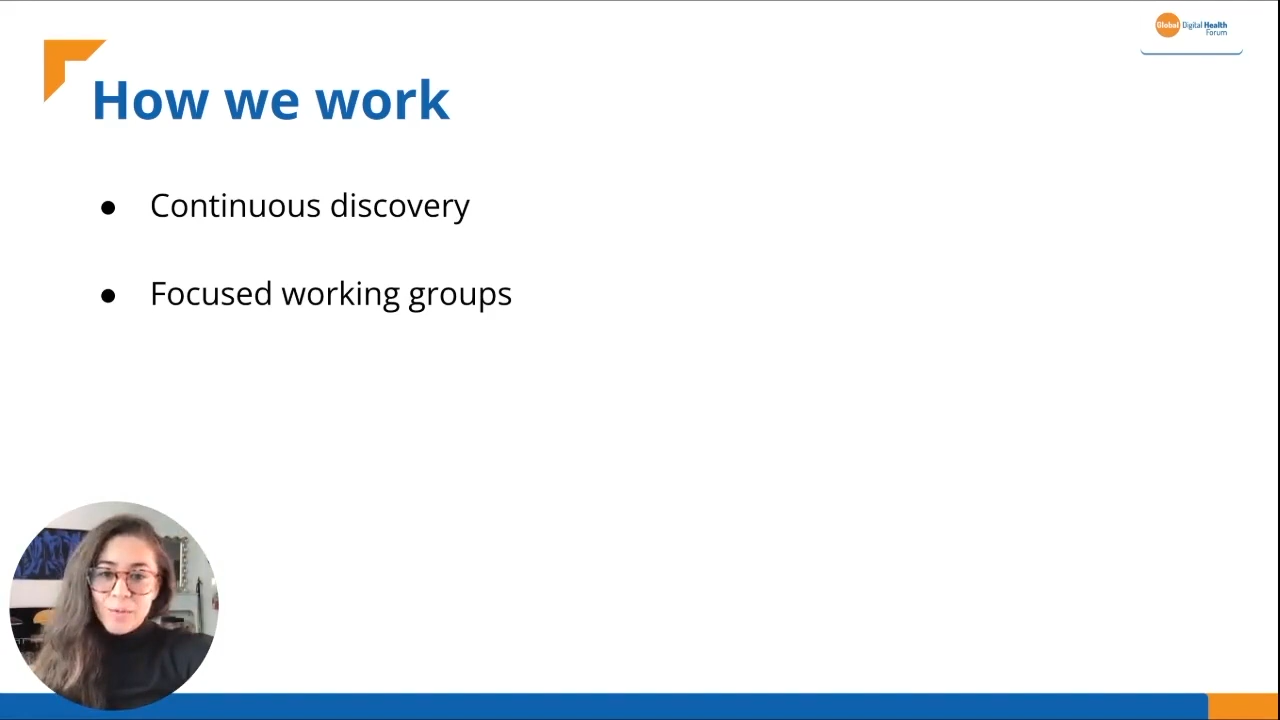 Global Digital Health
Forum
How we work
● Continuous discovery
● Focused working groups